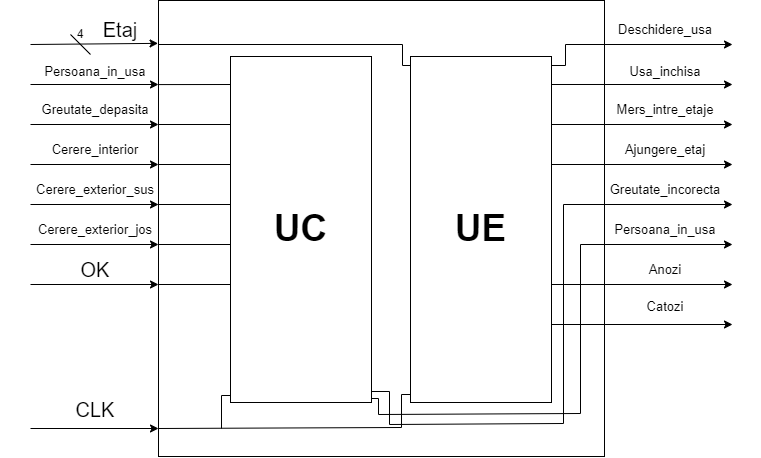 4
Etaj
Persoana_in_usa
Greutate_depasita
Cerere_interior
Cerere_exterior_sus
Cerere_exterior_jos
OK
CLK
UC
UE
Deschidere_usa
Usa_inchisa
Mers_intre_etaje
Ajungere_etaj
Greutate_incorecta
Persoana_in_usa
Anozi
Catozi